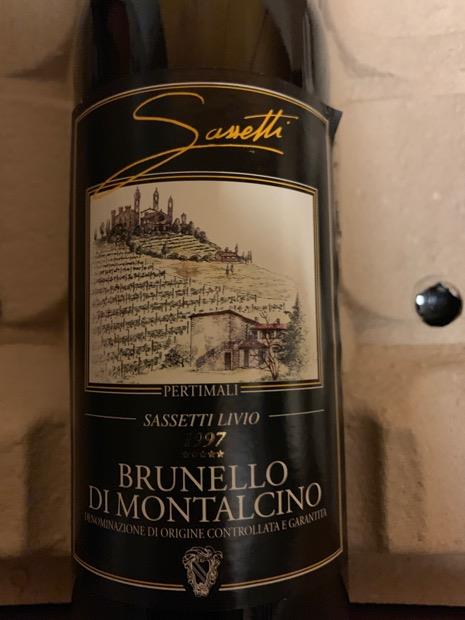 Sassetti
PERTIMALI
SASSETTI LIVIO
1997
BRUNELLO
DI MONTALCINO
DENOMINAZIONE DI ORIGINE CONTROLLATA E GARANTITA